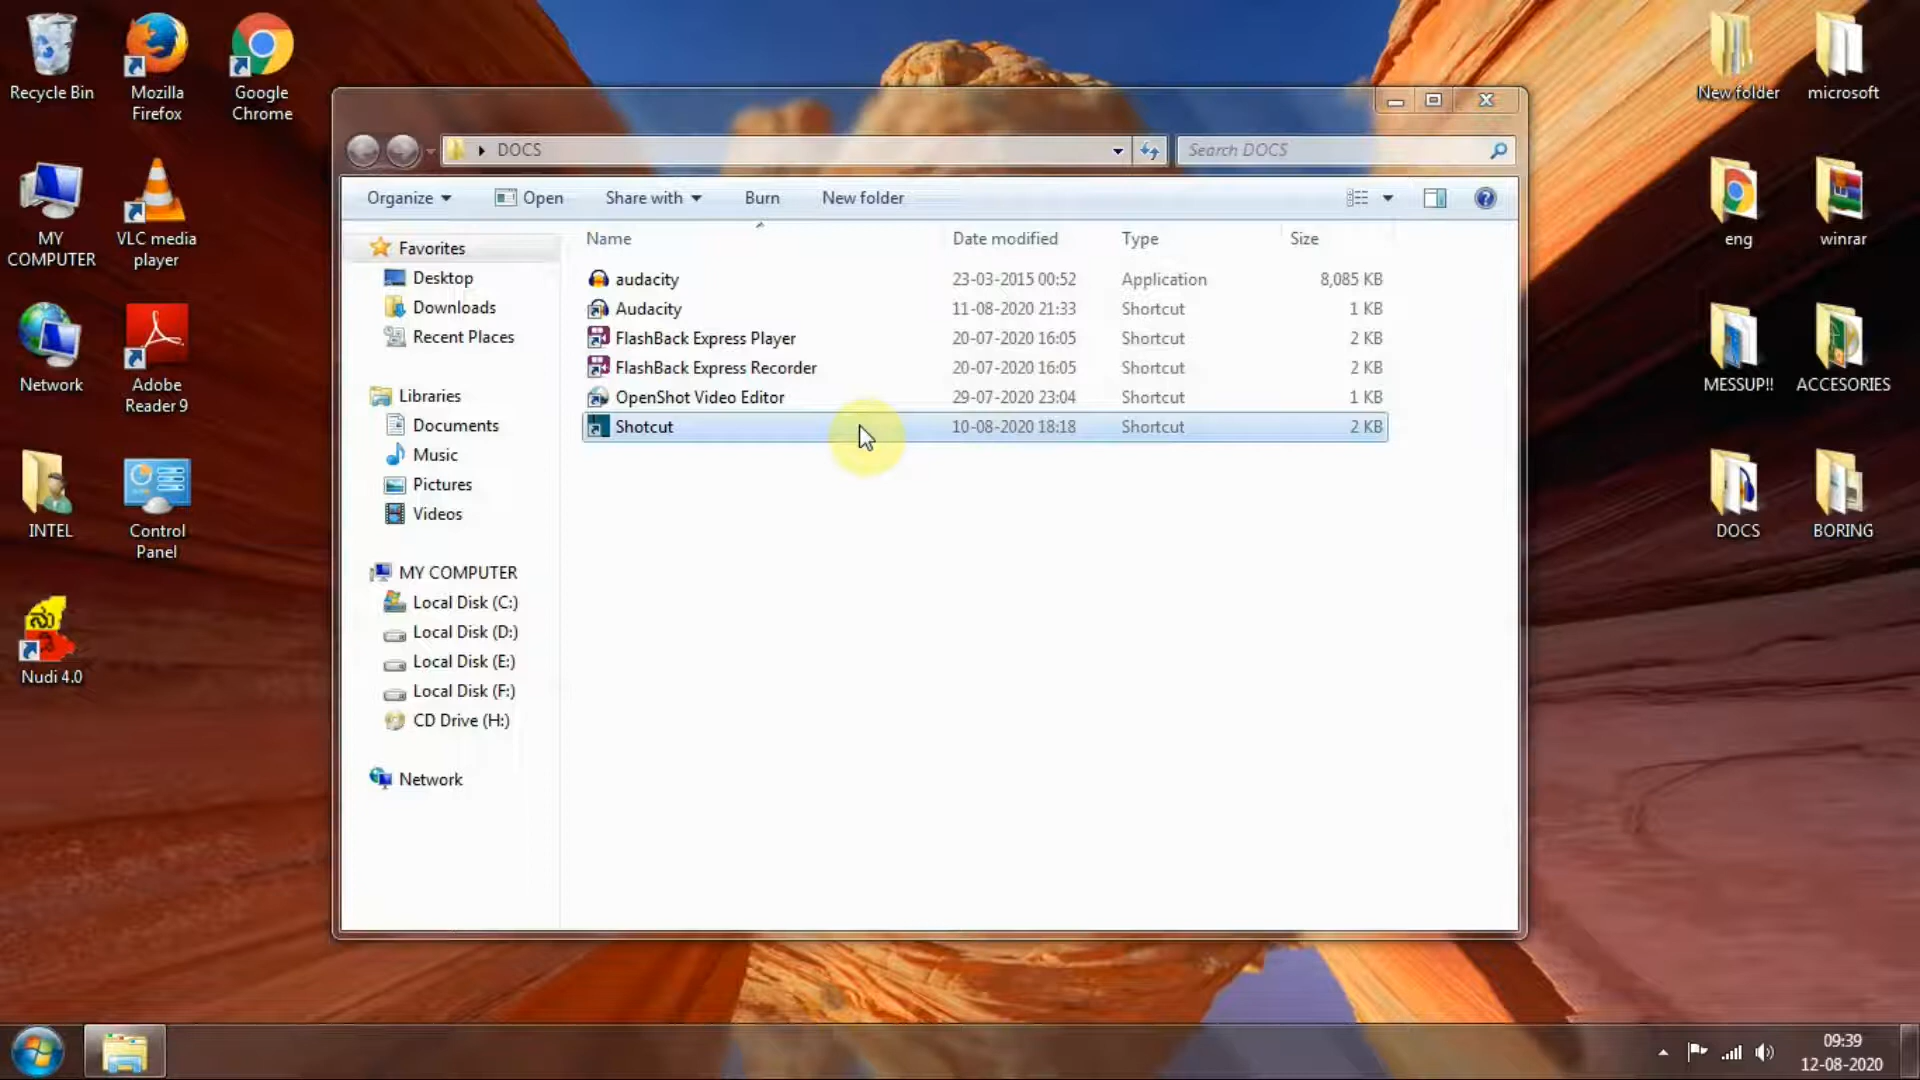 Recycle Bin
Mozilla
Firefox
Google
Chrome
MY
COMPUTER
VLC media
player
Network
Adobe
Reader 9
INTEL
Control
Panel
ನು
Nudi 4.0
DOCS
Search DOCS
Organize
Open
Share with
Burn
New folder
Name
Date modified
Type
Size
audacity 23-03-2015 00:52 Application 8,085 KB
Audacity 11-08-2020 21:33 Shortcut 1 KB
FlashBack Express Player 20-07-2020 16:05 Shortcut 2 KB
FlashBack Express Recorder 20-07-2020 16:05 Shortcut 2 KB
OpenShot Video Editor 29-07-2020 23:04 Shortcut 1 KB
Shotcut 10-08-2020 18:18 Shortcut 2 KB
Favorites
Desktop
Downloads
Recent Places
Libraries
Documents
Music
Pictures
Videos
MY COMPUTER
Local Disk (C:)
Local Disk (D:)
Local Disk (E:)
Local Disk (F:)
CD Drive (H:)
Network
New folder
microsoft
eng
winrar
MESSUP!!
ACCESORIES
DOCS
BORING
09:39
12-08-2020